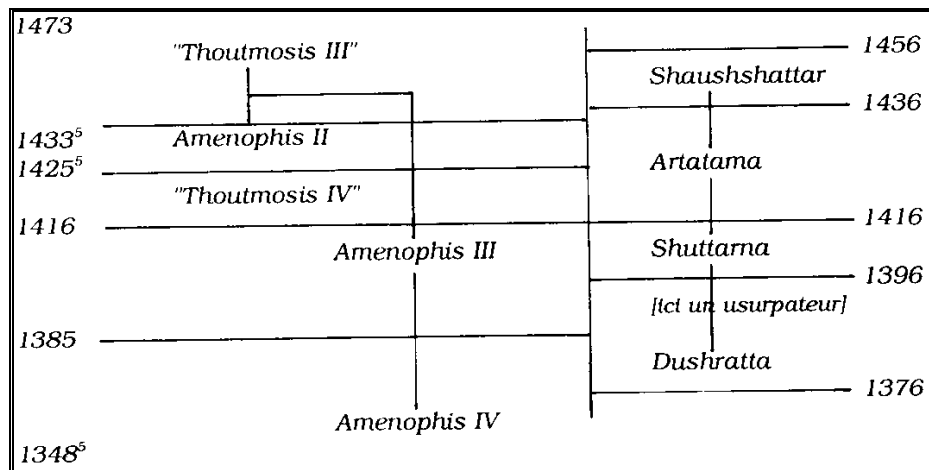 1473
"Thoutmosis III"
1456
Shaushshattar
1436
1433⁵
Amenophis II
1425⁵
Artatama
"Thoutmosis IV"
1416
1416
Amenophis III
Shuttarna
1396
[ici un usurpateur]
1385
Dushratta
1376
Amenophis IV
1348⁵